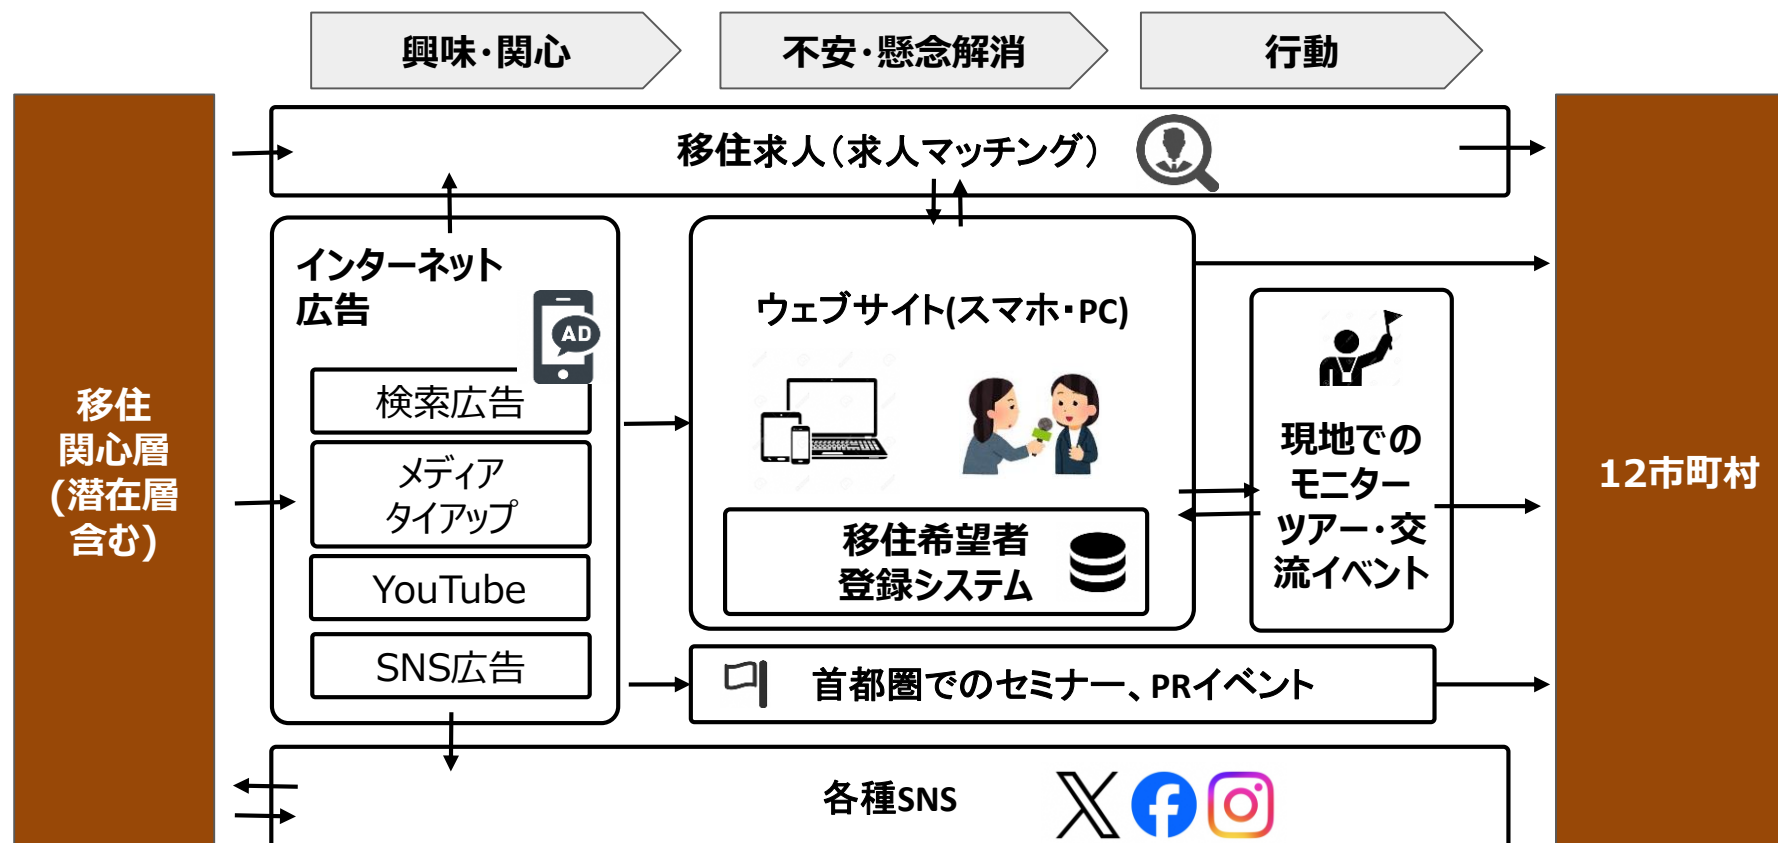 興味・関心
不安・懸念解消
行動
移住
関心層
(潜在層
含む)
移住求人(求人マッチング)
インターネット
広告
AD
検索広告
メディア
タイアップ
YouTube
SNS広告
ウェブサイト(スマホ・PC)
移住希望者
登録システム
現地での
モニター
ツアー・交
流イベント
首都圏でのセミナー、PRイベント
各種SNS
12市町村